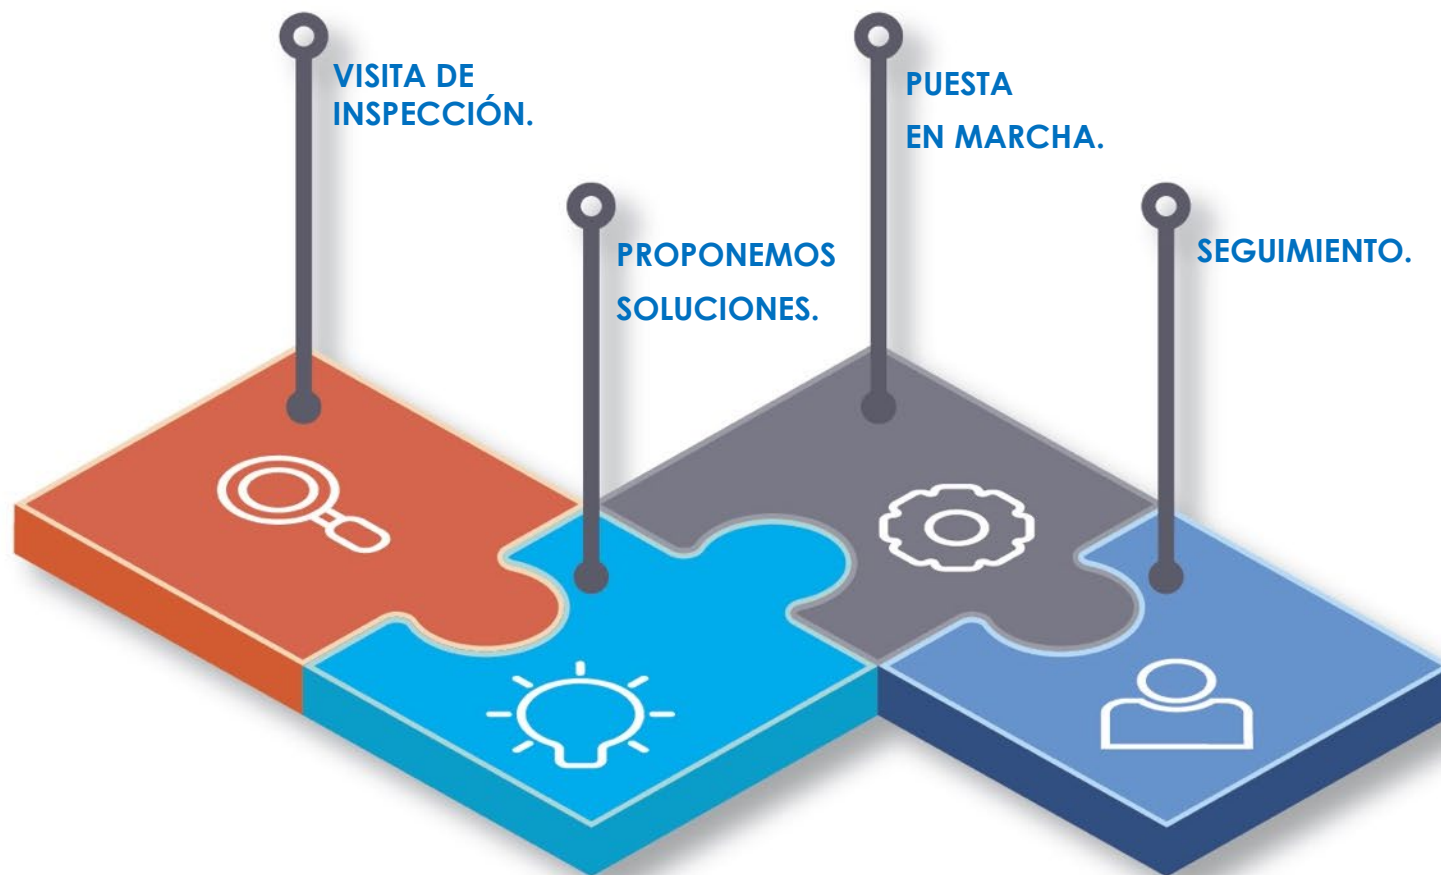 VISITA DE
INSPECCIÓN.
PROPONEMOS
SOLUCIONES.
PUESTA
EN MARCHA.
SEGUIMIENTO.